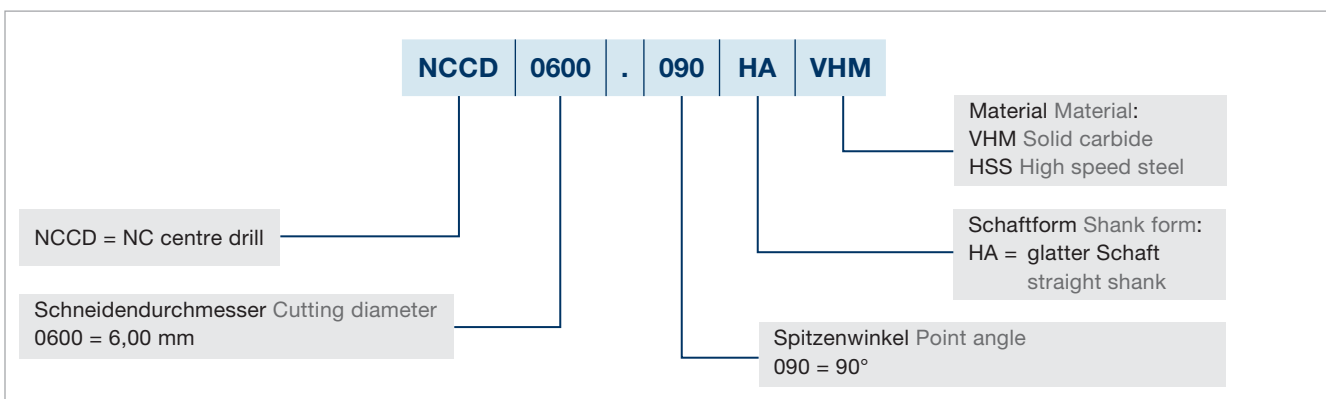 NCCD 0600 . 090 HA VHM
Material Material:
VHM Solid carbide
HSS High speed steel
NCCD = NC centre drill
Schaftform Shank form:
HA = glatter Schaft
straight shank
Schneidendurchmesser Cutting diameter
0600 = 6,00 mm
Spitzenwinkel Point angle
090 = 90°